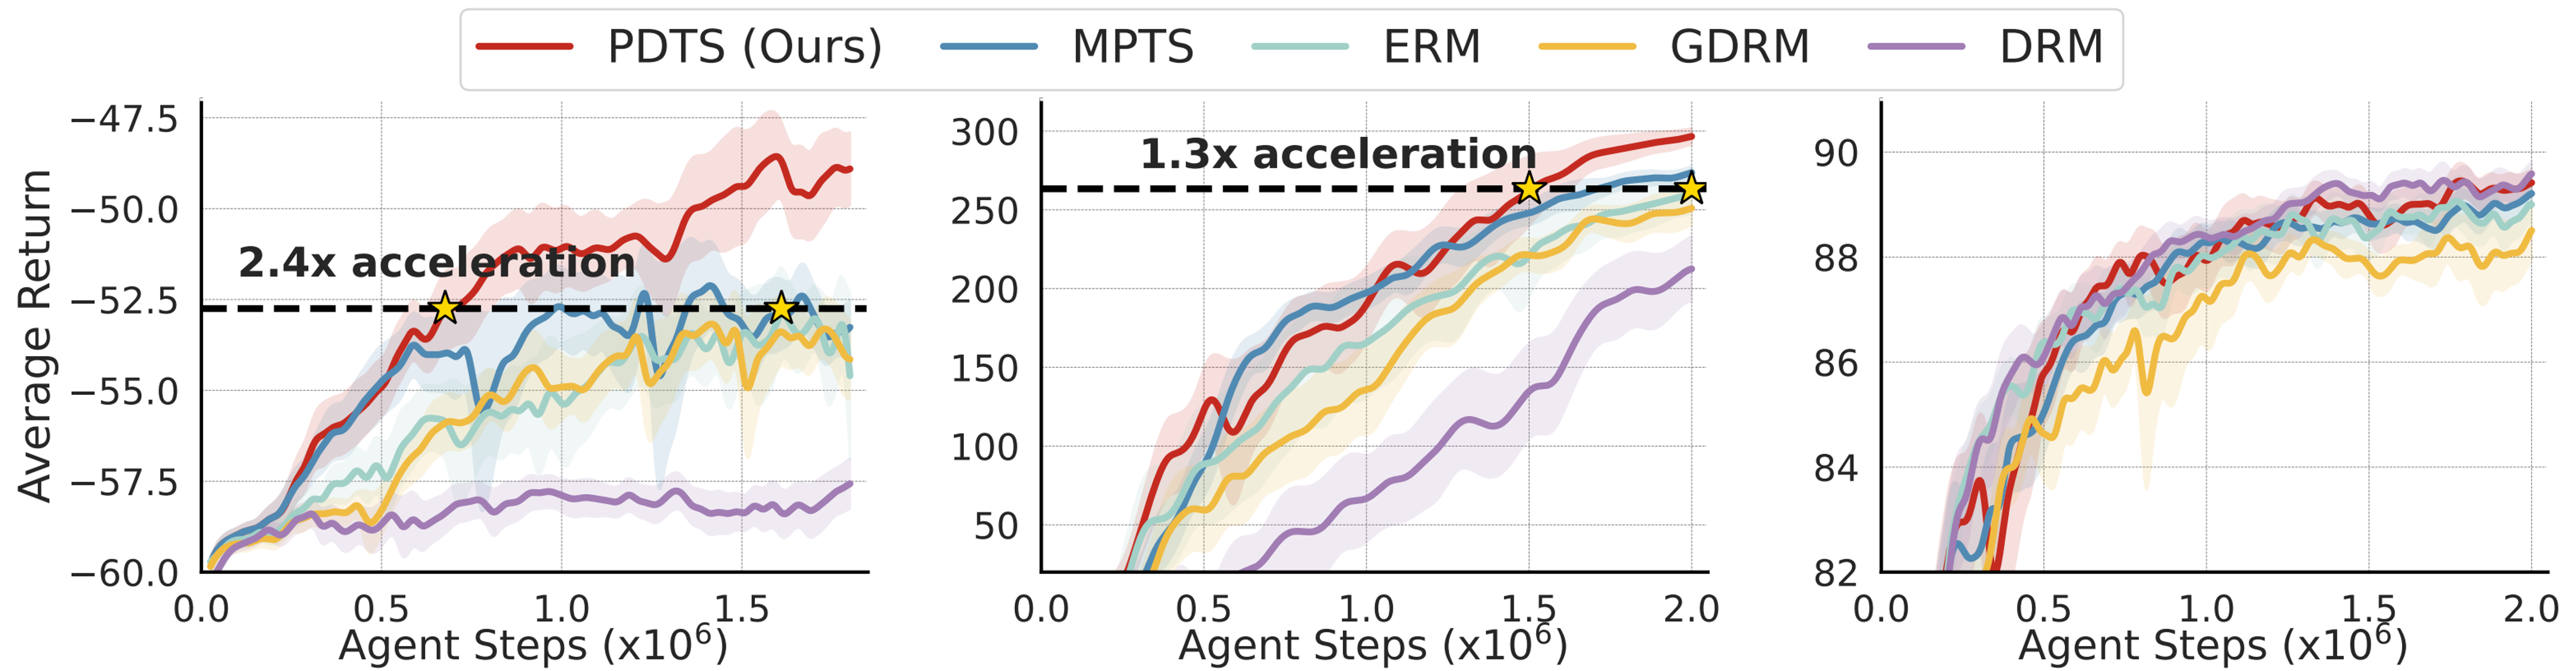 PDTS (Ours) MPTS ERM GDRM DRM
Average Return
−47.5
−50.0
−52.5
−55.0
−57.5
−60.0
2.4x acceleration
0.0 0.5 1.0 1.5
Agent Steps (x10⁶)
300
250
200
150
100
50
1.3x acceleration
0.0 0.5 1.0 1.5 2.0
Agent Steps (x10⁶)
90
88
86
84
82
0.0 0.5 1.0 1.5 2.0
Agent Steps (x10⁶)